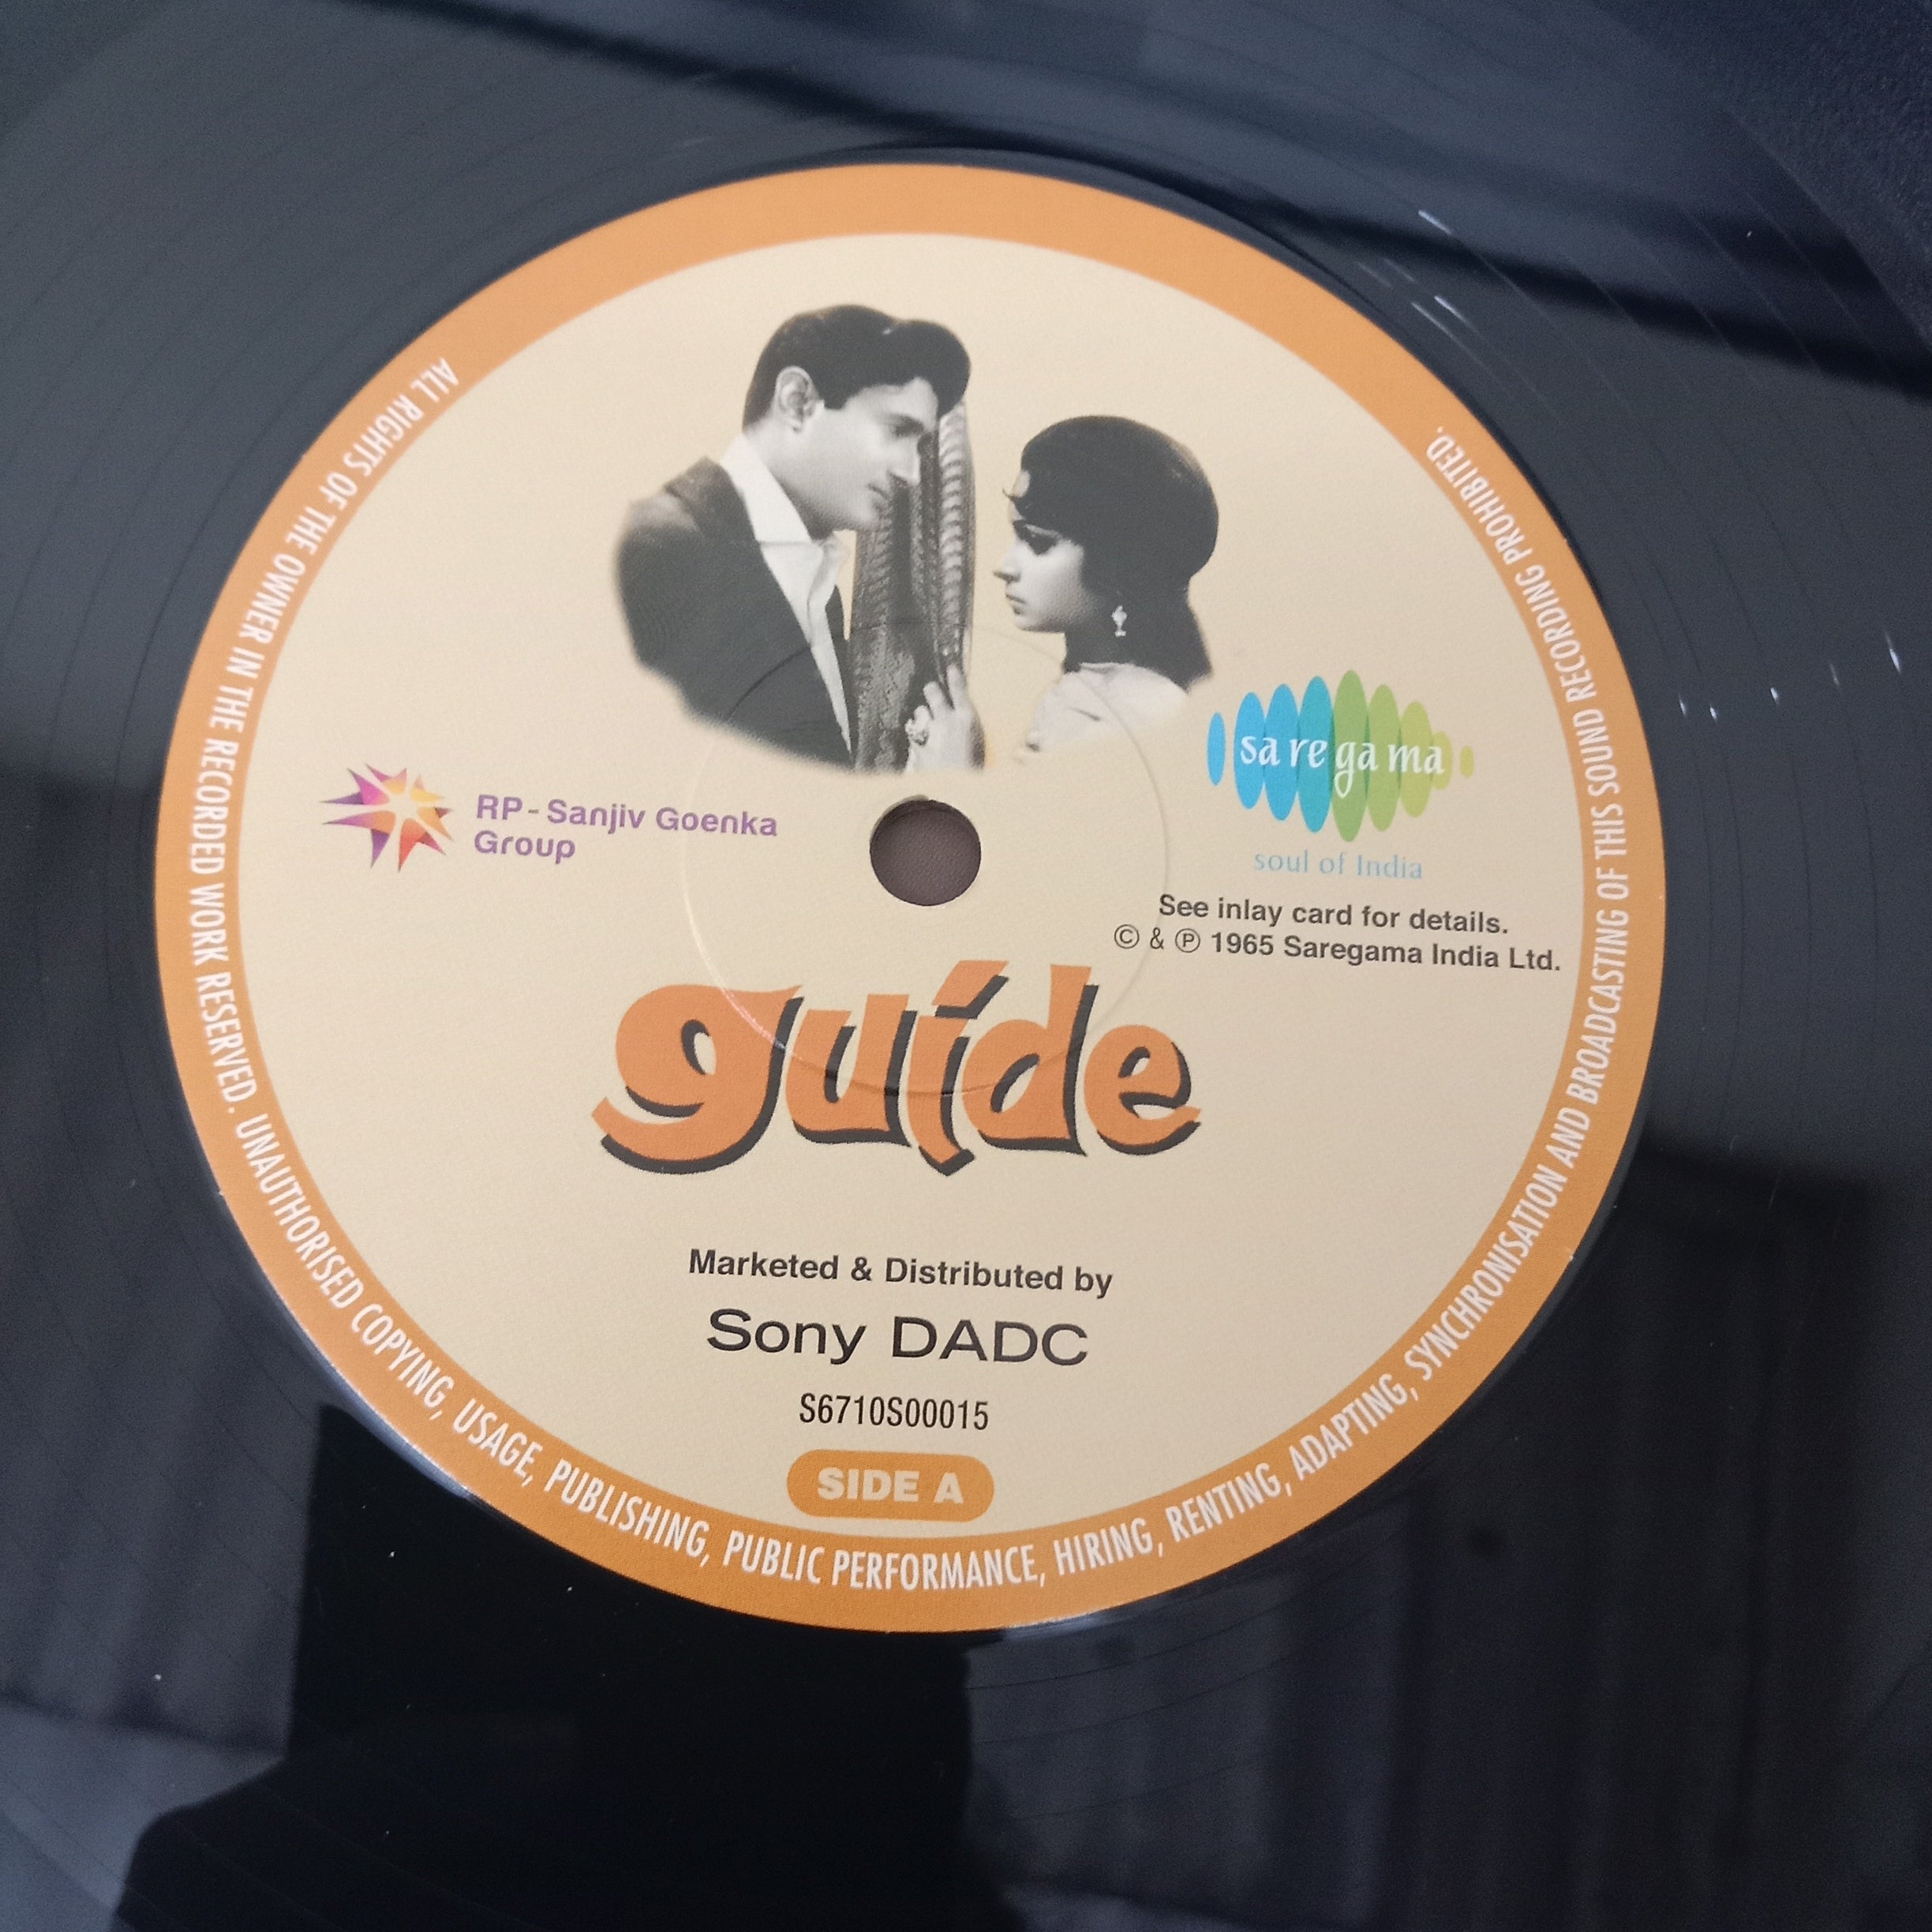 ALL RIGHTS OF THE OWNER IN THE RECORDED WORK RESERVED. UNAUTHORISED COPYING, USAGE, PUBLISHING, PUBLIC PERFORMANCE, HIRING, RENTING, ADAPTING, SYNCHRONISATION AND BROADCASTING OF THIS SOUND RECORDING PROHIBITED.
RP-Sanjiv Goenka
Group
sa re ga ma
soul of India
See inlay card for details.
© & ℗ 1965 Saregama India Ltd.
guide
Marketed & Distributed by
Sony DADC
S6710S00015
SIDE A